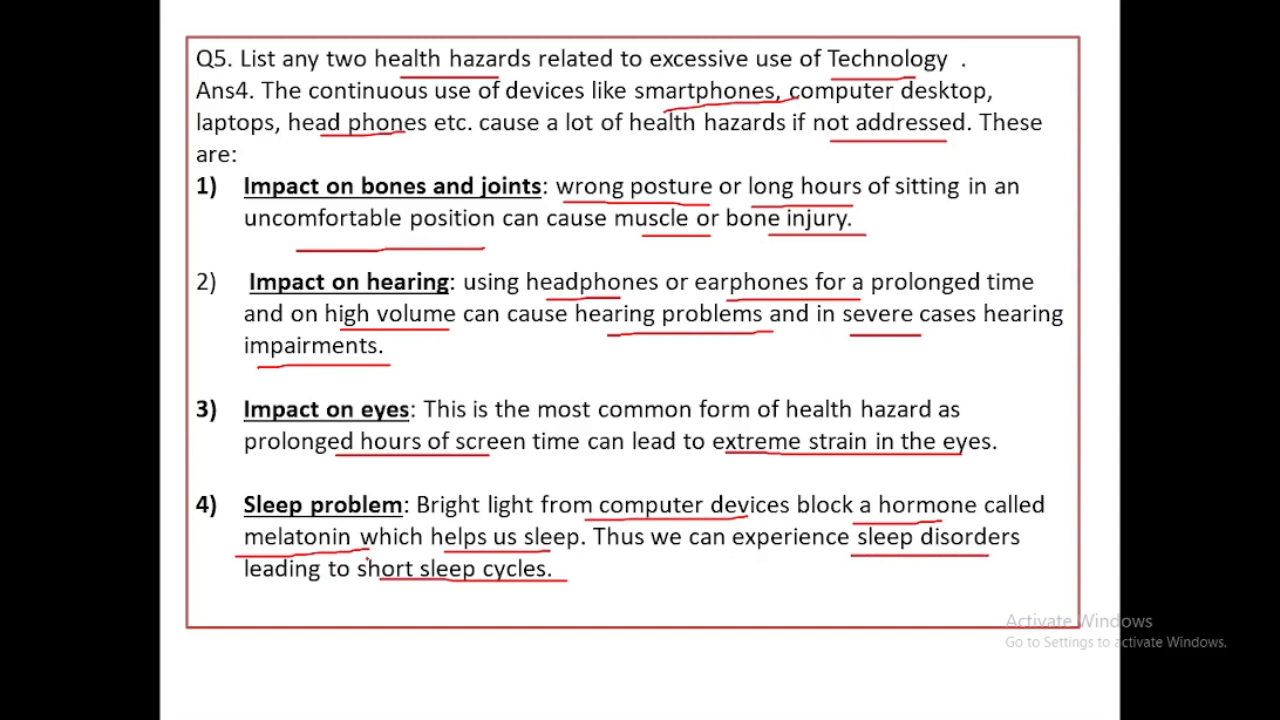 Q5. List any two health hazards related to excessive use of Technology .
Ans4. The continuous use of devices like smartphones, computer desktop,
laptops, head phones etc. cause a lot of health hazards if not addressed. These
are:
1) Impact on bones and joints: wrong posture or long hours of sitting in an
uncomfortable position can cause muscle or bone injury.
2) Impact on hearing: using headphones or earphones for a prolonged time
and on high volume can cause hearing problems and in severe cases hearing
impairments.
3) Impact on eyes: This is the most common form of health hazard as
prolonged hours of screen time can lead to extreme strain in the eyes.
4) Sleep problem: Bright light from computer devices block a hormone called
melatonin which helps us sleep. Thus we can experience sleep disorders
leading to short sleep cycles.
Activate Windows
Go to Settings to activate Windows.